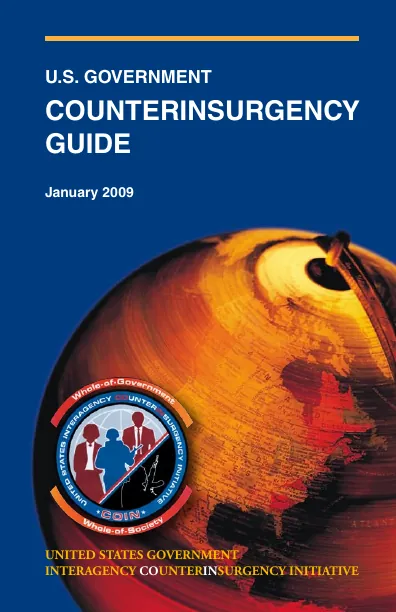 U.S. GOVERNMENT
COUNTERINSURGENCY
GUIDE
January 2009
Whole-of-Government
UNITED STATES INTERAGENCY COUNTERINSURGENCY INITIATIVE
COIN
Whole-of-Society
UNITED STATES GOVERNMENT
INTERAGENCY COUNTERINSURGENCY INITIATIVE